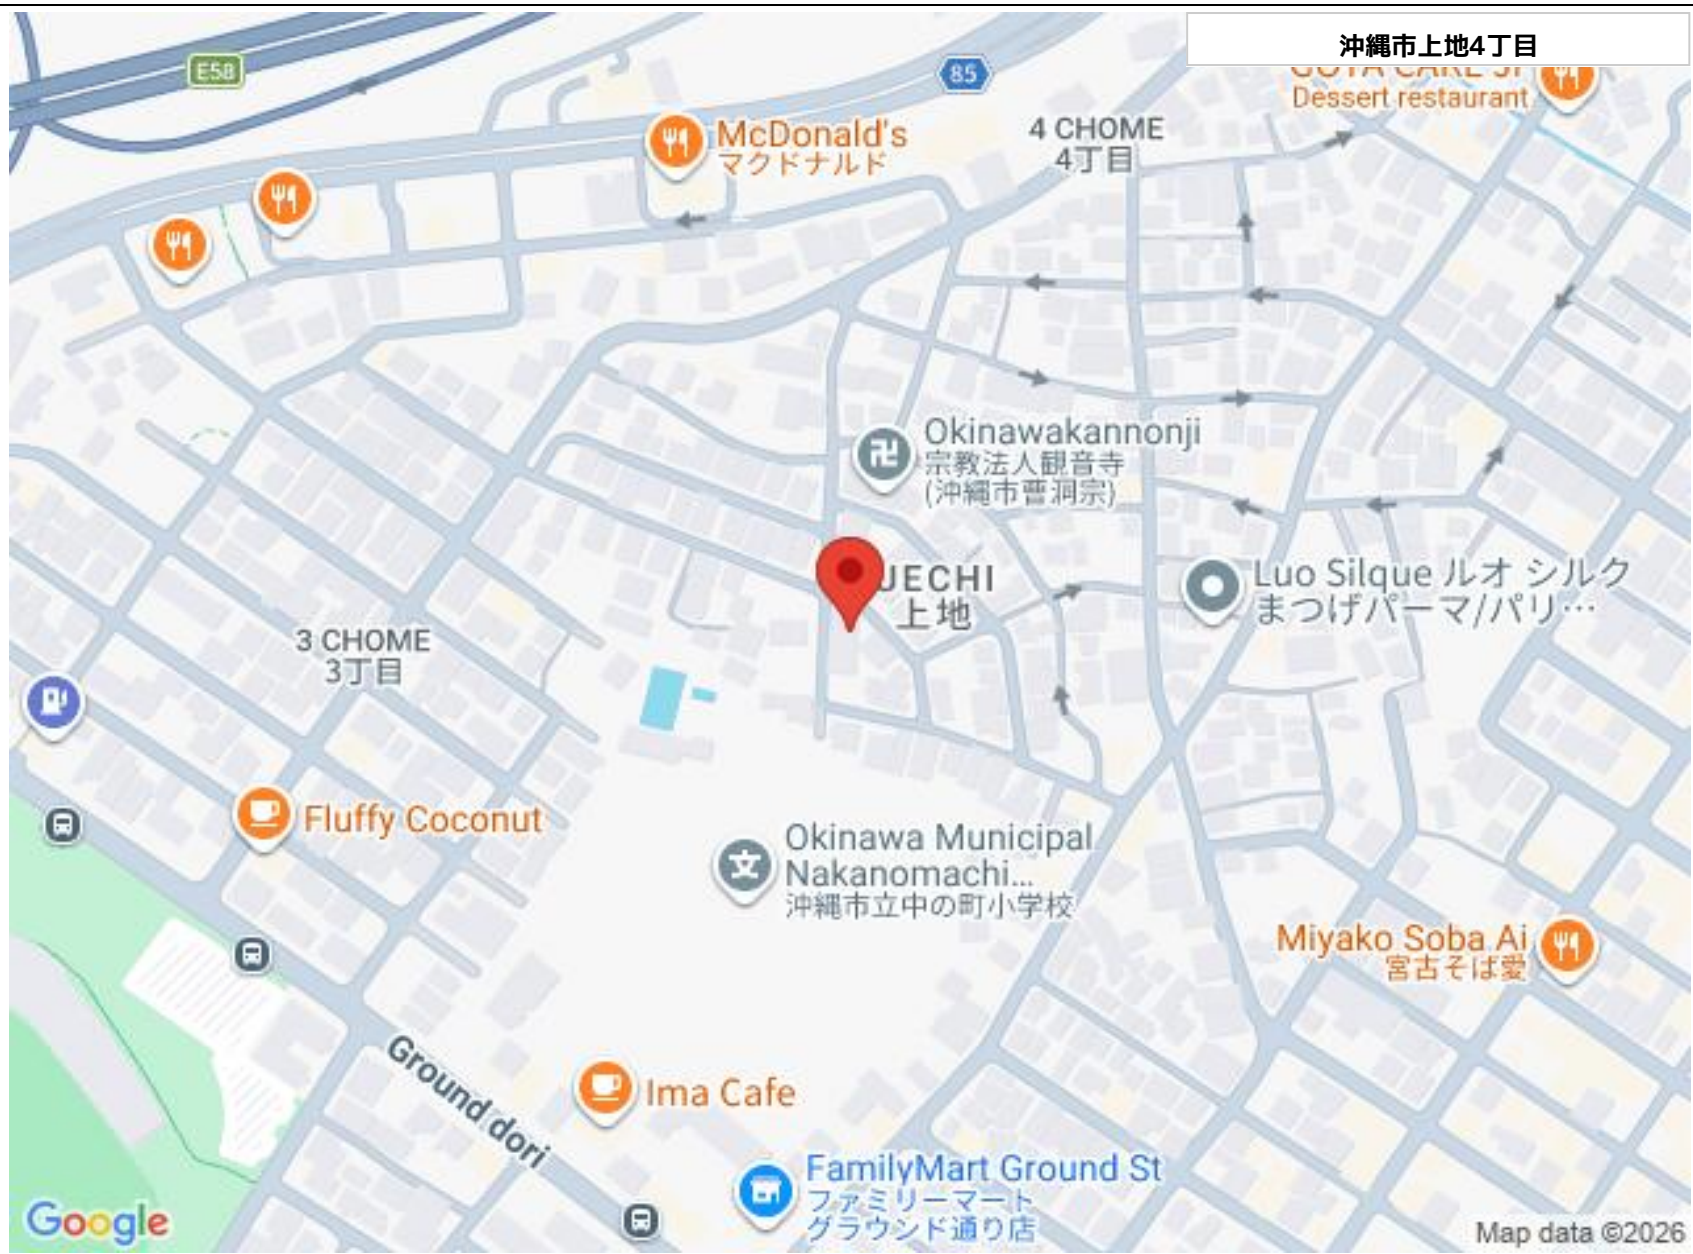 沖縄市上地4丁目
E58
85
Dessert restaurant
McDonald's
マクドナルド
4 CHOME
4丁目
Okinawakannonji
宗教法人観音寺
(沖縄市曹洞宗)
UECHI
上地
Luo Silque ルオ シルク
まつげパーマ/パリ…
3 CHOME
3丁目
Fluffy Coconut
Okinawa Municipal
Nakanomachi...
沖縄市立中の町小学校
文
Miyako Soba Ai
宮古そば愛
Ground dori
Ima Cafe
FamilyMart Ground St
ファミリーマート
グラウンド通り店
Google
Map data ©2026